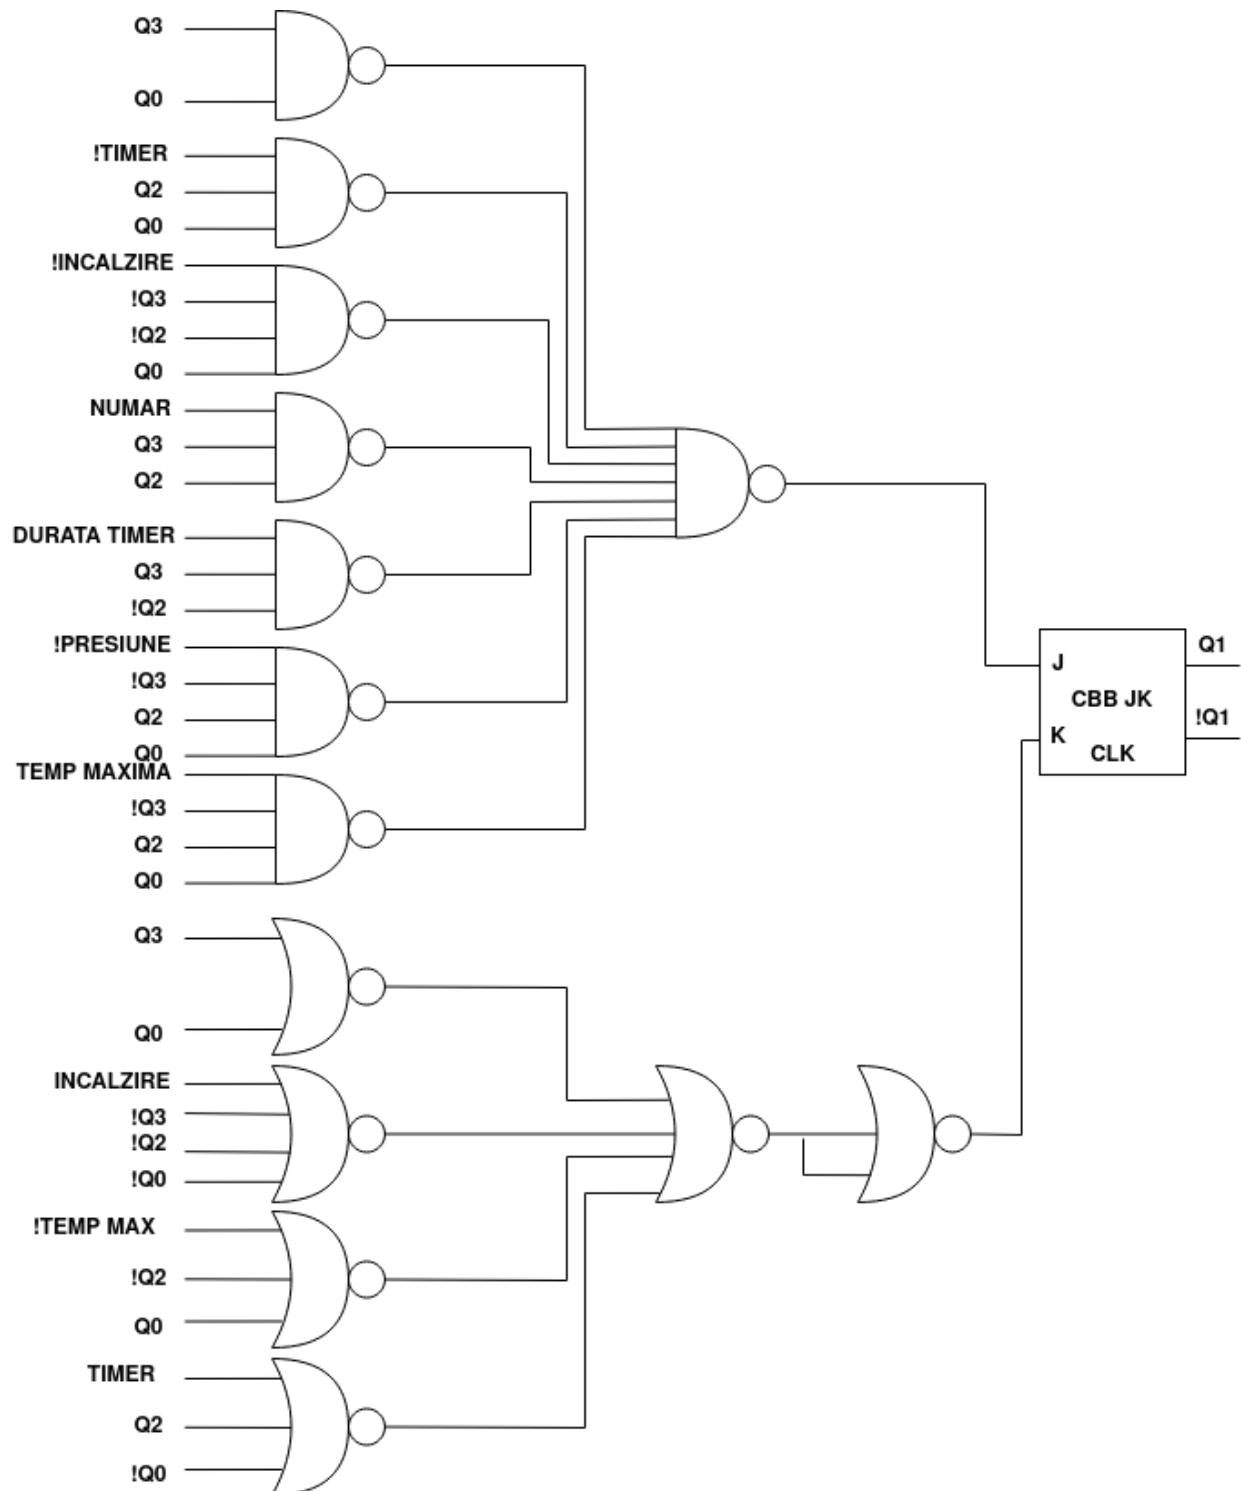 Q3
Q0
!TIMER
Q2
Q0
!INCALZIRE
!Q3
!Q2
Q0
NUMAR
Q3
Q2
DURATA TIMER
Q3
!Q2
!PRESIUNE
!Q3
Q2
Q0
TEMP MAXIMA
!Q3
Q2
Q0
J
CBB JK
K
CLK
Q1
!Q1
Q3
Q0
INCALZIRE
!Q3
!Q2
!Q0
!TEMP MAX
!Q2
Q0
TIMER
Q2
!Q0